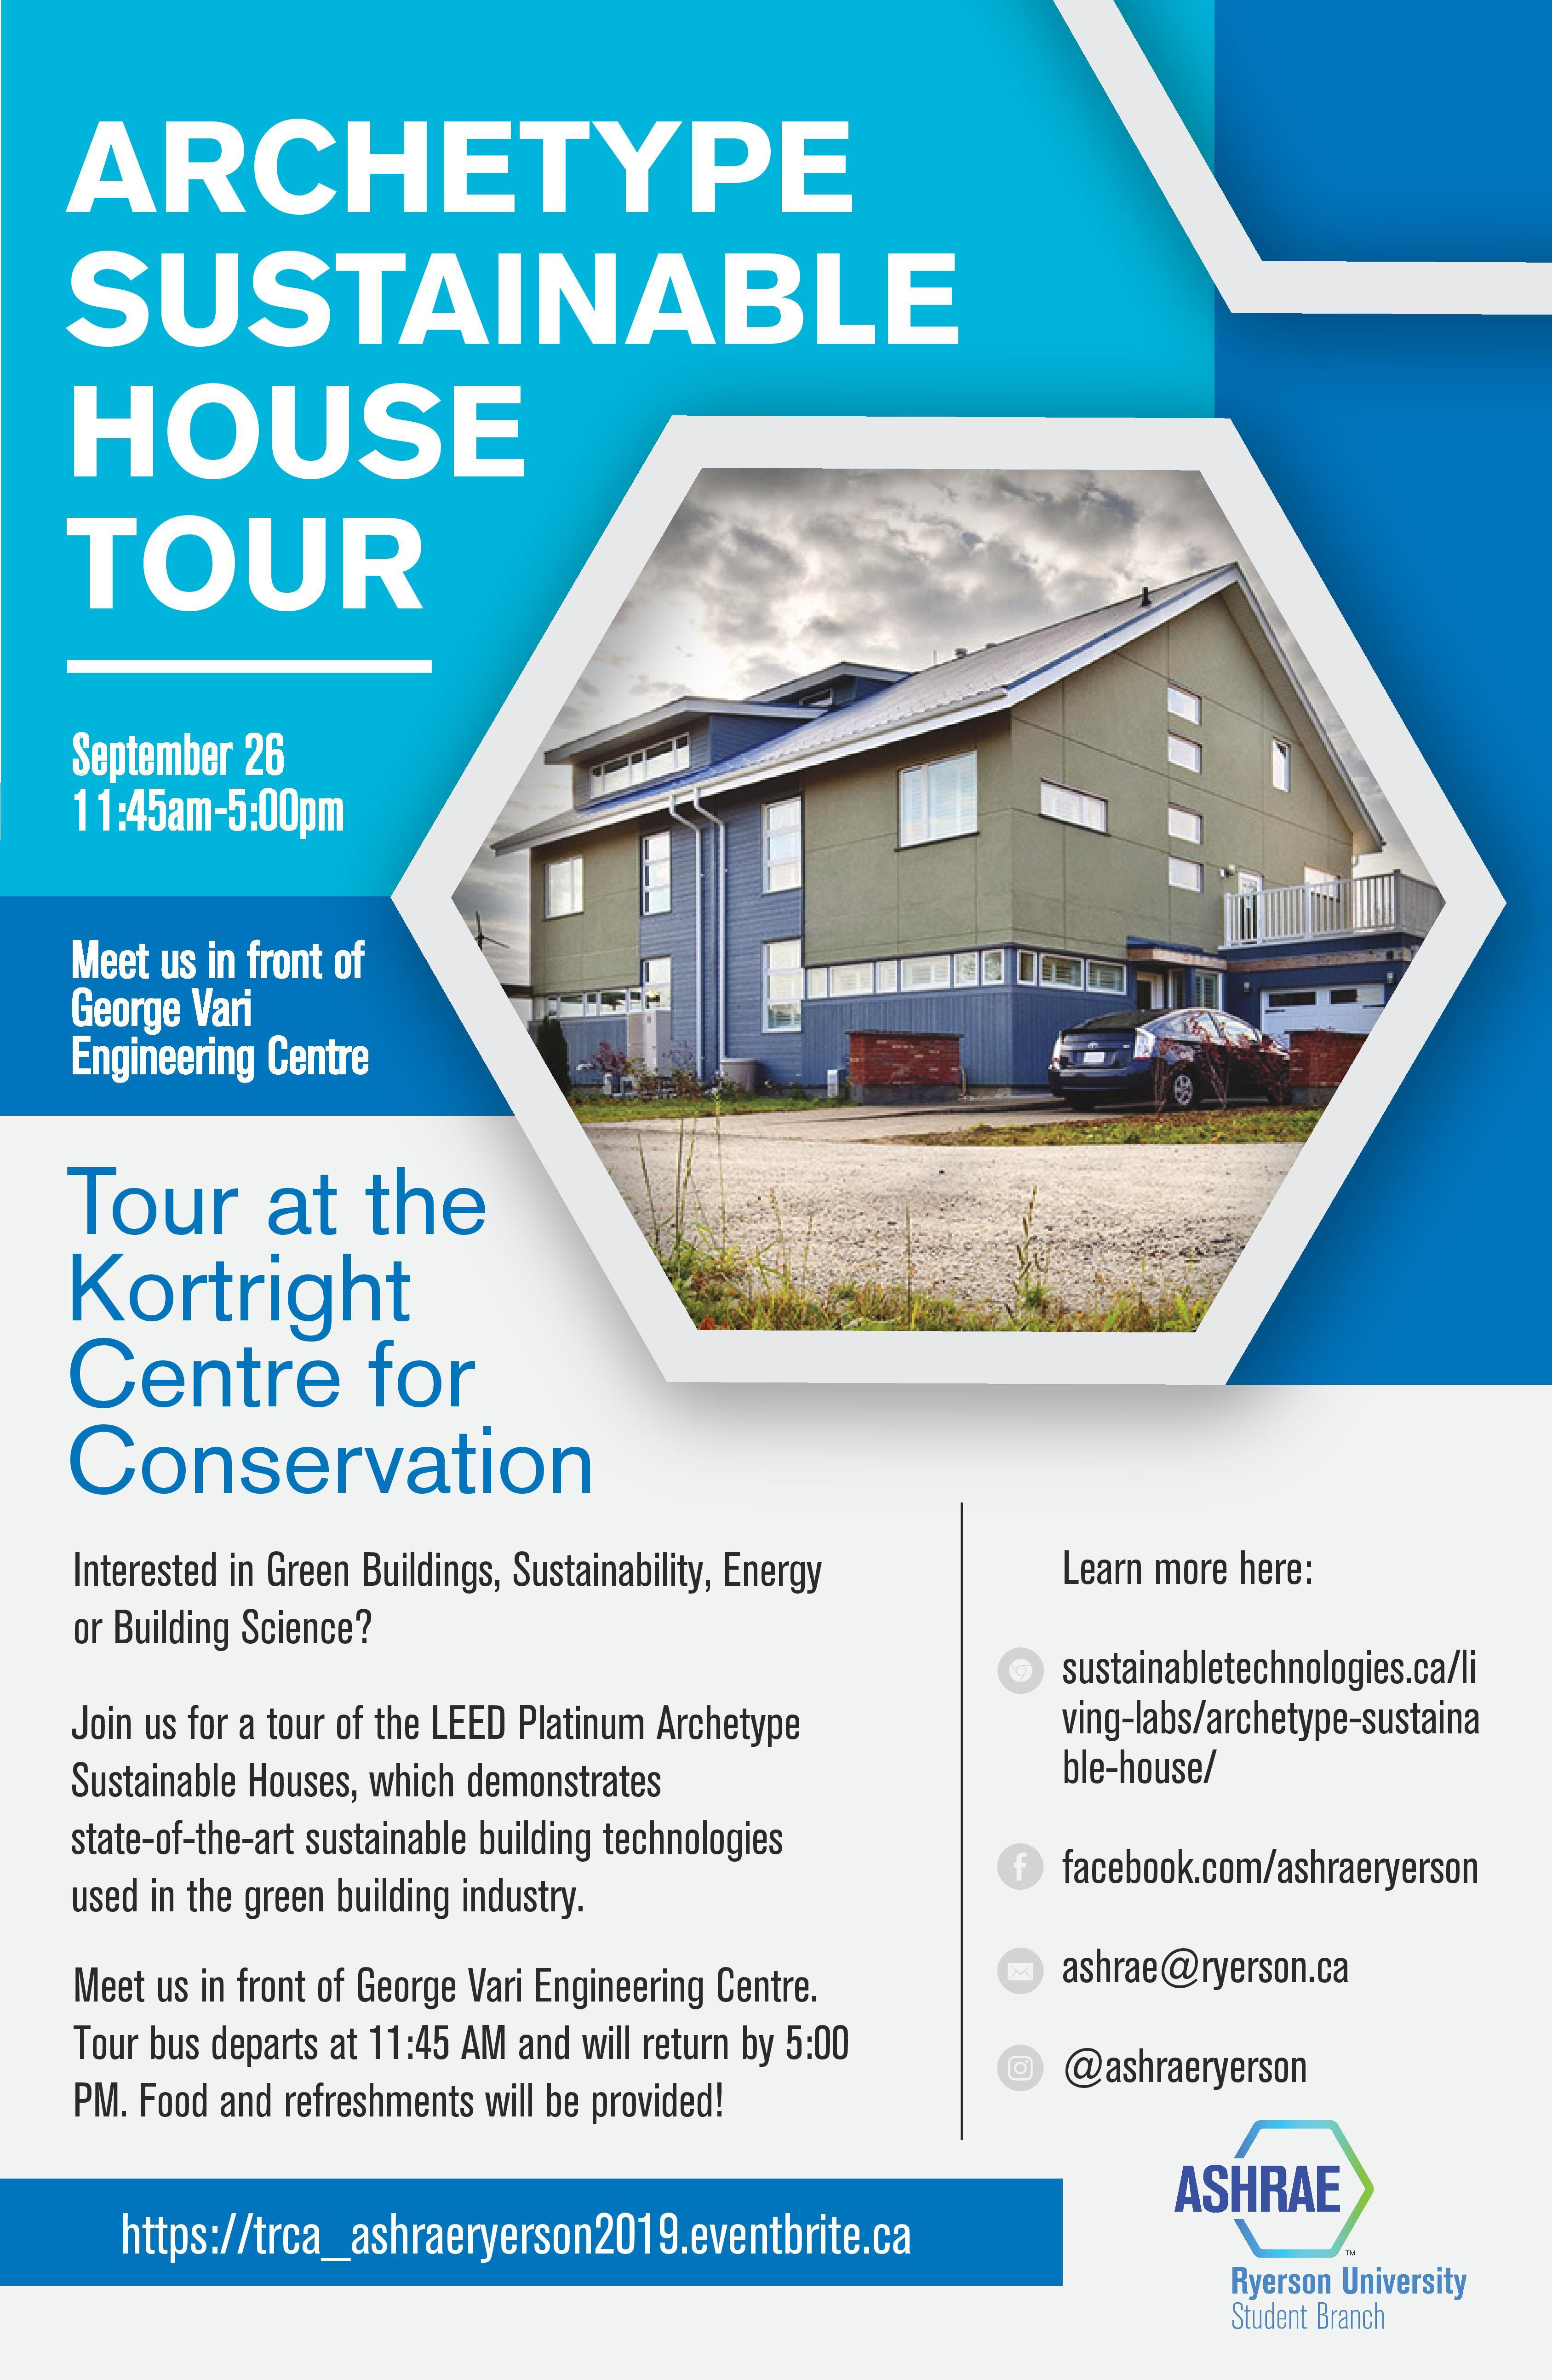 ARCHETYPE
SUSTAINABLE
HOUSE
TOUR
September 26
11:45am-5:00pm
Meet us in front of
George Vari
Engineering Centre
Tour at the
Kortright
Centre for
Conservation
Interested in Green Buildings, Sustainability, Energy
or Building Science?
Join us for a tour of the LEED Platinum Archetype
Sustainable Houses, which demonstrates
state-of-the-art sustainable building technologies
used in the green building industry.
Meet us in front of George Vari Engineering Centre.
Tour bus departs at 11:45 AM and will return by 5:00
PM. Food and refreshments will be provided!
https://trca_ashraeryerson2019.eventbrite.ca
Learn more here:
sustainabletechnologies.ca/li
ving-labs/archetype-sustaina
ble-house/
facebook.com/ashraeryerson
ashrae@ryerson.ca
@ashraeryerson
ASHRAE
TM
Ryerson University
Student Branch